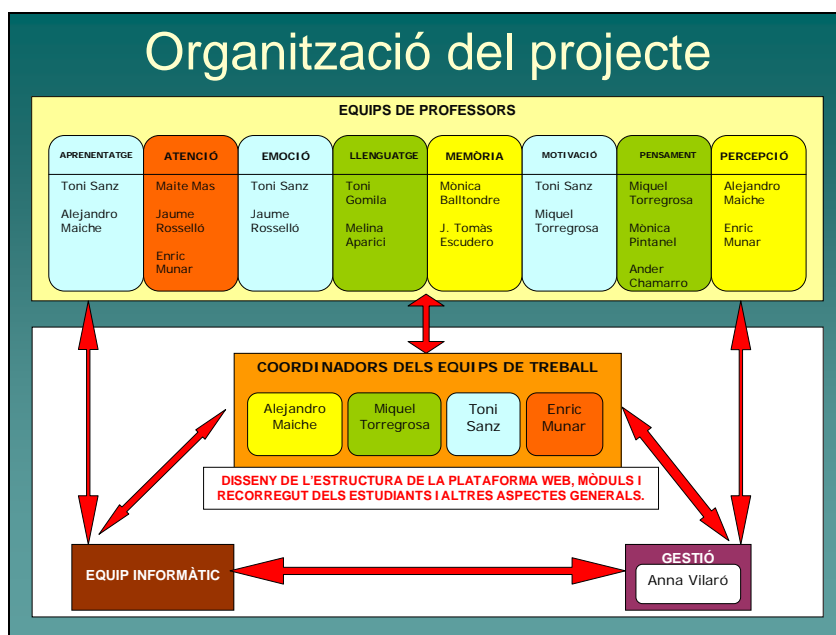 Organització del projecte
EQUIPS DE PROFESSORS
APRENENTATGE
Toni Sanz
Alejandro
Maiche
ATENCIÓ
Maite Mas
Jaume
Rosselló
Enric
Munar
EMOCIÓ
Toni Sanz
Jaume
Rosselló
LLENGUATGE
Toni
Gomila
Melina
Aparici
MEMÒRIA
Mònica
Balltondre
J. Tomàs
Escudero
MOTIVACIÓ
Toni Sanz
Miquel
Torregrosa
PENSAMENT
Miquel
Torregrosa
Mònica
Pintanel
Ander
Chamarro
PERCEPCIÓ
Alejandro
Maiche
Enric
Munar
COORDINADORS DELS EQUIPS DE TREBALL
Alejandro
Maiche
Miquel
Torregrosa
Toni
Sanz
Enric
Munar
DISSENY DE L'ESTRUCTURA DE LA PLATAFORMA WEB, MÒDULS I
RECORREGUT DELS ESTUDIANTS I ALTRES ASPECTES GENERALS.
EQUIP INFORMÀTIC
GESTIÓ
Anna Vilaró